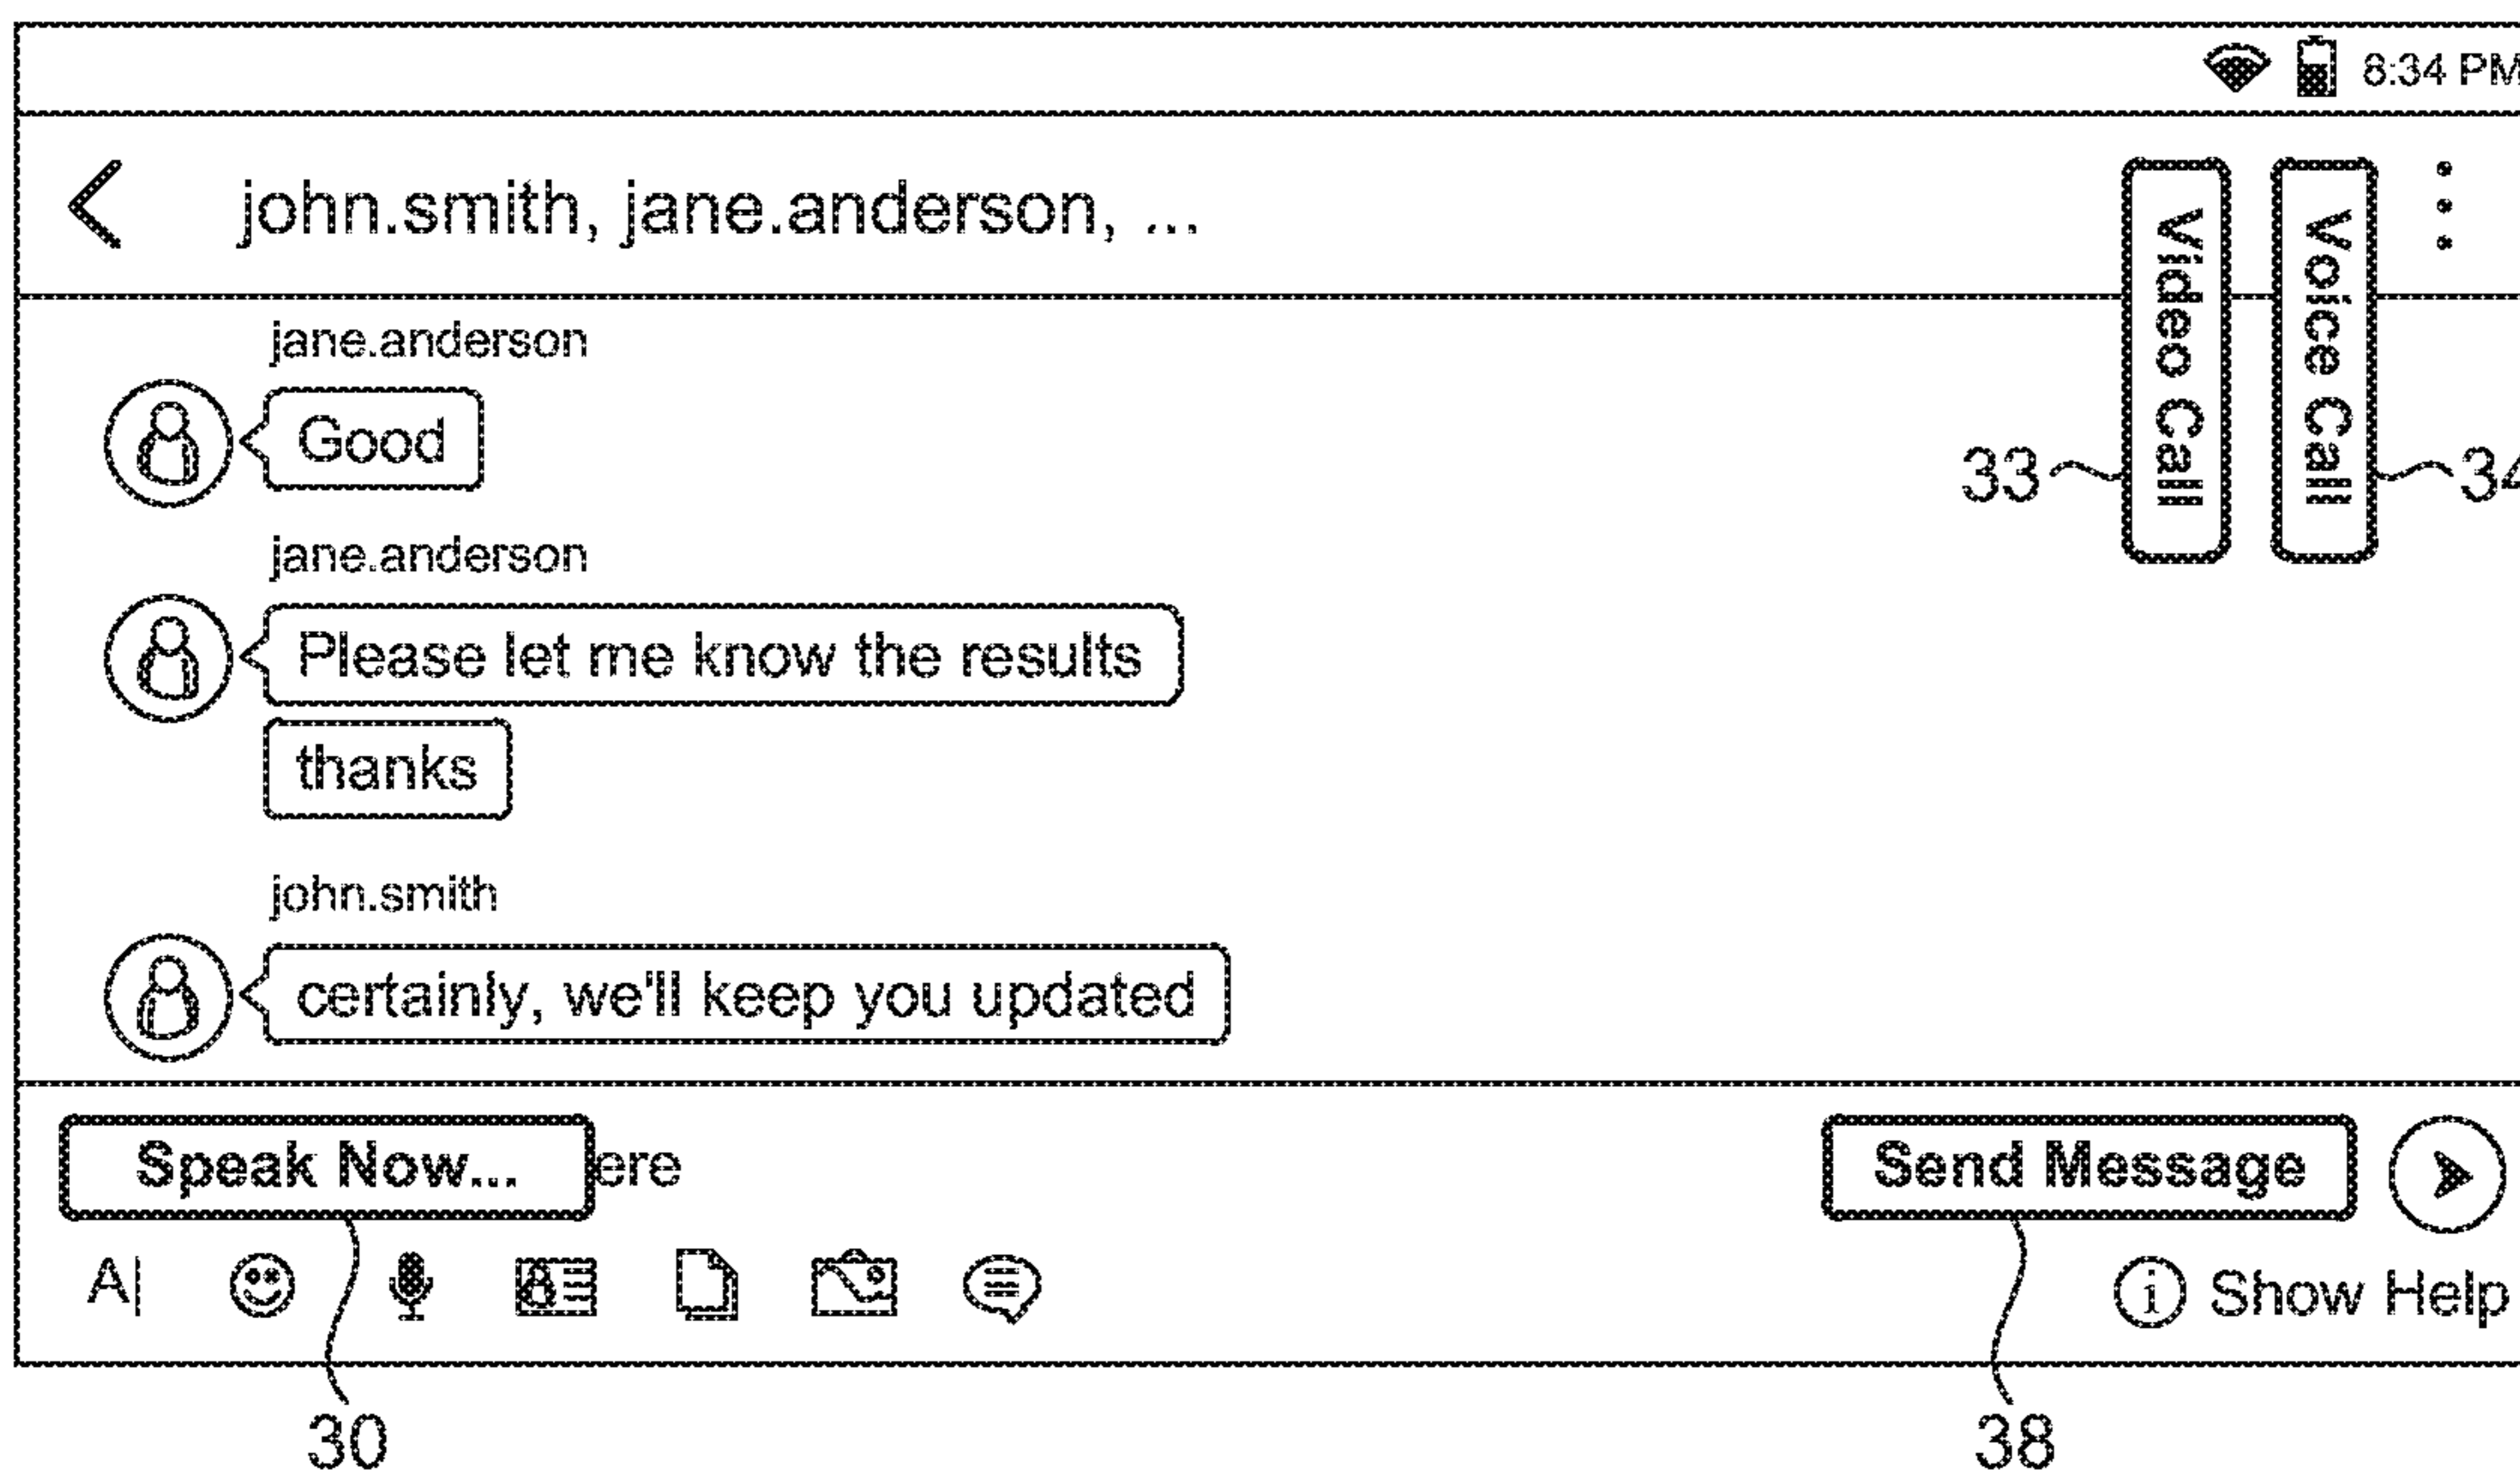 8:34 PM
john.smith, jane.anderson, ...
Video Call
Voice Call
jane.anderson
Good
33
34
jane.anderson
Please let me know the results
thanks
john.smith
certainly, we'll keep you updated
Speak Now... ere
Send Message
A|
i Show Help
30
38